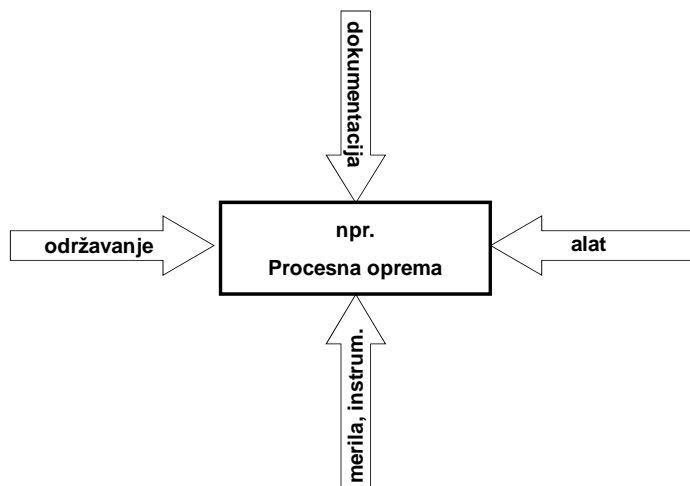 dokumentacija
npr.
održavanje
alat
Procesna oprema
merila, instrum.